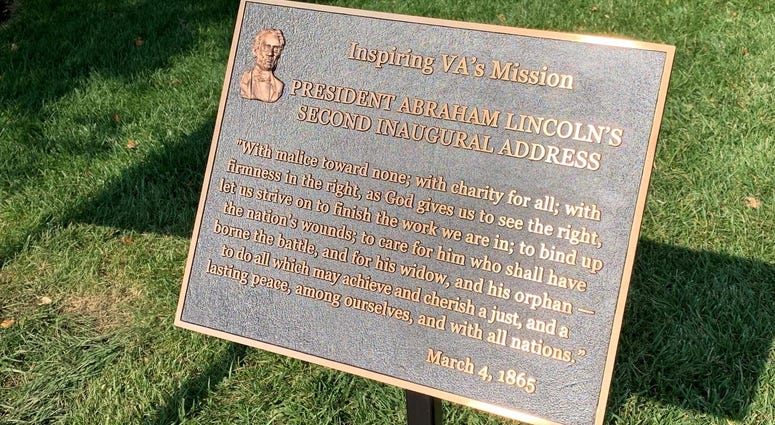 Inspiring VA's Mission
PRESIDENT ABRAHAM LINCOLN'S
SECOND INAUGURAL ADDRESS
"With malice toward none; with charity for all; with
firmness in the right, as God gives us to see the right,
let us strive on to finish the work we are in; to bind up
the nation's wounds; to care for him who shall have
borne the battle, and for his widow, and his orphan —
to do all which may achieve and cherish a just, and a
lasting peace, among ourselves, and with all nations."
March 4, 1865